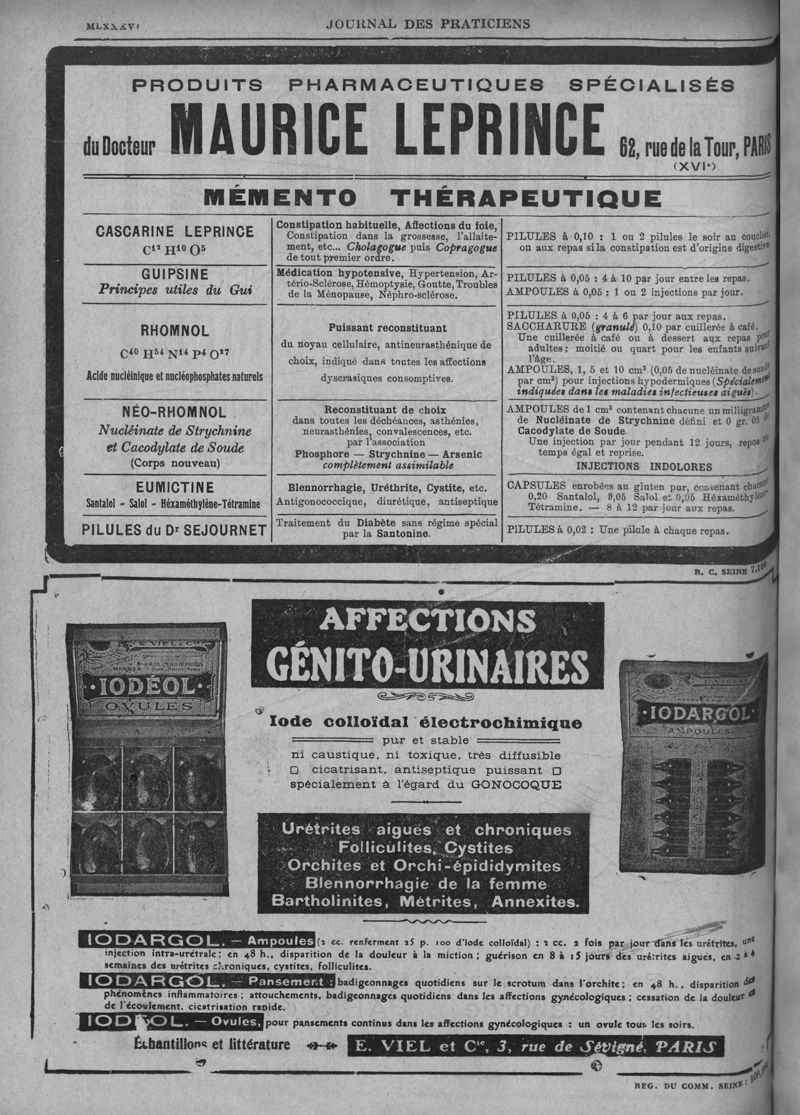 MLXXXVI
JOURNAL DES PRATICIENS
PRODUITS PHARMACEUTIQUES SPÉCIALISÉS
du Docteur MAURICE LEPRINCE 62, rue de la Tour, PARIS
(XVIe)
MÉMENTO THÉRAPEUTIQUE
CASCARINE LEPRINCE
C12 H10 O5
Constipation habituelle, Affections du foie,
Constipation dans la grossesse, l'allaite-
ment, etc... Cholagogue puis Copragogue
de tout premier ordre.
PILULES à 0,10 : 1 ou 2 pilules le soir au coucher,
ou aux repas si la constipation est d'origine digestive.
GUIPSINE
Principes utiles du Gui
Médication hypotensive, Hypertension, Ar-
tério-Sclérose, Hémoptysie, Goutte, Troubles
de la Ménopause, Néphro-sclérose.
PILULES à 0,05 : 4 à 10 par jour entre les repas.
AMPOULES à 0,05 : 1 ou 2 injections par jour.
RHOMNOL
C40 H54 N14 P4 O27
Acide nucléinique et nucléophosphates naturels
Puissant reconstituant
du noyau cellulaire, antineurasthénique de
choix, indiqué dans toutes les affections
dyscrasiques consomptives.
PILULES à 0,05 : 4 à 6 par jour aux repas.
SACCHARURE (granulé) 0,10 par cuillerée à café.
Une cuillerée à café ou à dessert aux repas pour
adultes ; moitié ou quart pour les enfants suivant
l'âge.
AMPOULES, 1, 5 et 10 cm3 (0,05 de nucléinate de soude
par cm3) pour injections hypodermiques (Spécialement
indiquées dans les maladies infectieuses aiguës).
NÉO-RHOMNOL
Nucléinate de Strychnine
et Cacodylate de Soude
(Corps nouveau)
Reconstituant de choix
dans toutes les déchéances, asthénies,
neurasthénies, convalescences, etc.
par l'association
Phosphore — Strychnine — Arsenic
complètement assimilable
AMPOULES de 1 cm3 contenant chacune un milligramme
de Nucléinate de Strychnine défini et 0 gr. 05 de
Cacodylate de Soude.
Une injection par jour pendant 12 jours, repos un
temps égal et reprise.
INJECTIONS INDOLORES
EUMICTINE
Santalol - Salol - Héxaméthylène-Tétramine
Blennorrhagie, Uréthrite, Cystite, etc.
Antigonococcique, diurétique, antiseptique
CAPSULES enrobées au gluten pur, contenant chacune
0,20 Santalol, 0,05 Salol et 0,05 Héxaméthylène
Tétramine. — 8 à 12 par jour aux repas.
PILULES du Dr SEJOURNET
Traitement du Diabète sans régime spécial
par la Santonine.
PILULES à 0,02 : Une pilule à chaque repas.
R. C. SEINE
AFFECTIONS
GÉNITO-URINAIRES
IODÉOL
OVULES
IODARGOL
AMPOULES
Iode colloïdal électrochimique
pur et stable
ni caustique, ni toxique, très diffusible
cicatrisant, antiseptique puissant
spécialement à l'égard du GONOCOQUE
Urétrites aiguës et chroniques
Folliculites, Cystites
Orchites et Orchi-épididymites
Blennorrhagie de la femme
Bartholinites, Métrites, Annexites.
IODARGOL. — Ampoules (2 cc. renferment 25 p. 100 d'Iode colloïdal) : 2 cc. 2 fois par jour dans les urétrites, une
injection intra-urétrale ; en 48 h., disparition de la douleur à la miction ; guérison en 8 à 15 jours des urétrites aiguës, en 2 à 4
semaines des urétrites chroniques, cystites, folliculites.
IODARGOL. — Pansement : badigeonnages quotidiens sur le scrotum dans l'orchite ; en 48 h., disparition des
phénomènes inflammatoires ; attouchements, badigeonnages quotidiens dans les affections gynécologiques ; cessation de la douleur et
de l'écoulement, cicatrisation rapide.
IODÉOL. — Ovules, pour pansements continus dans les affections gynécologiques : un ovule tous les soirs.
Échantillons et littérature E. VIEL et Cie, 3, rue de Sévigné, PARIS
REG. DU COMM. SEINE :